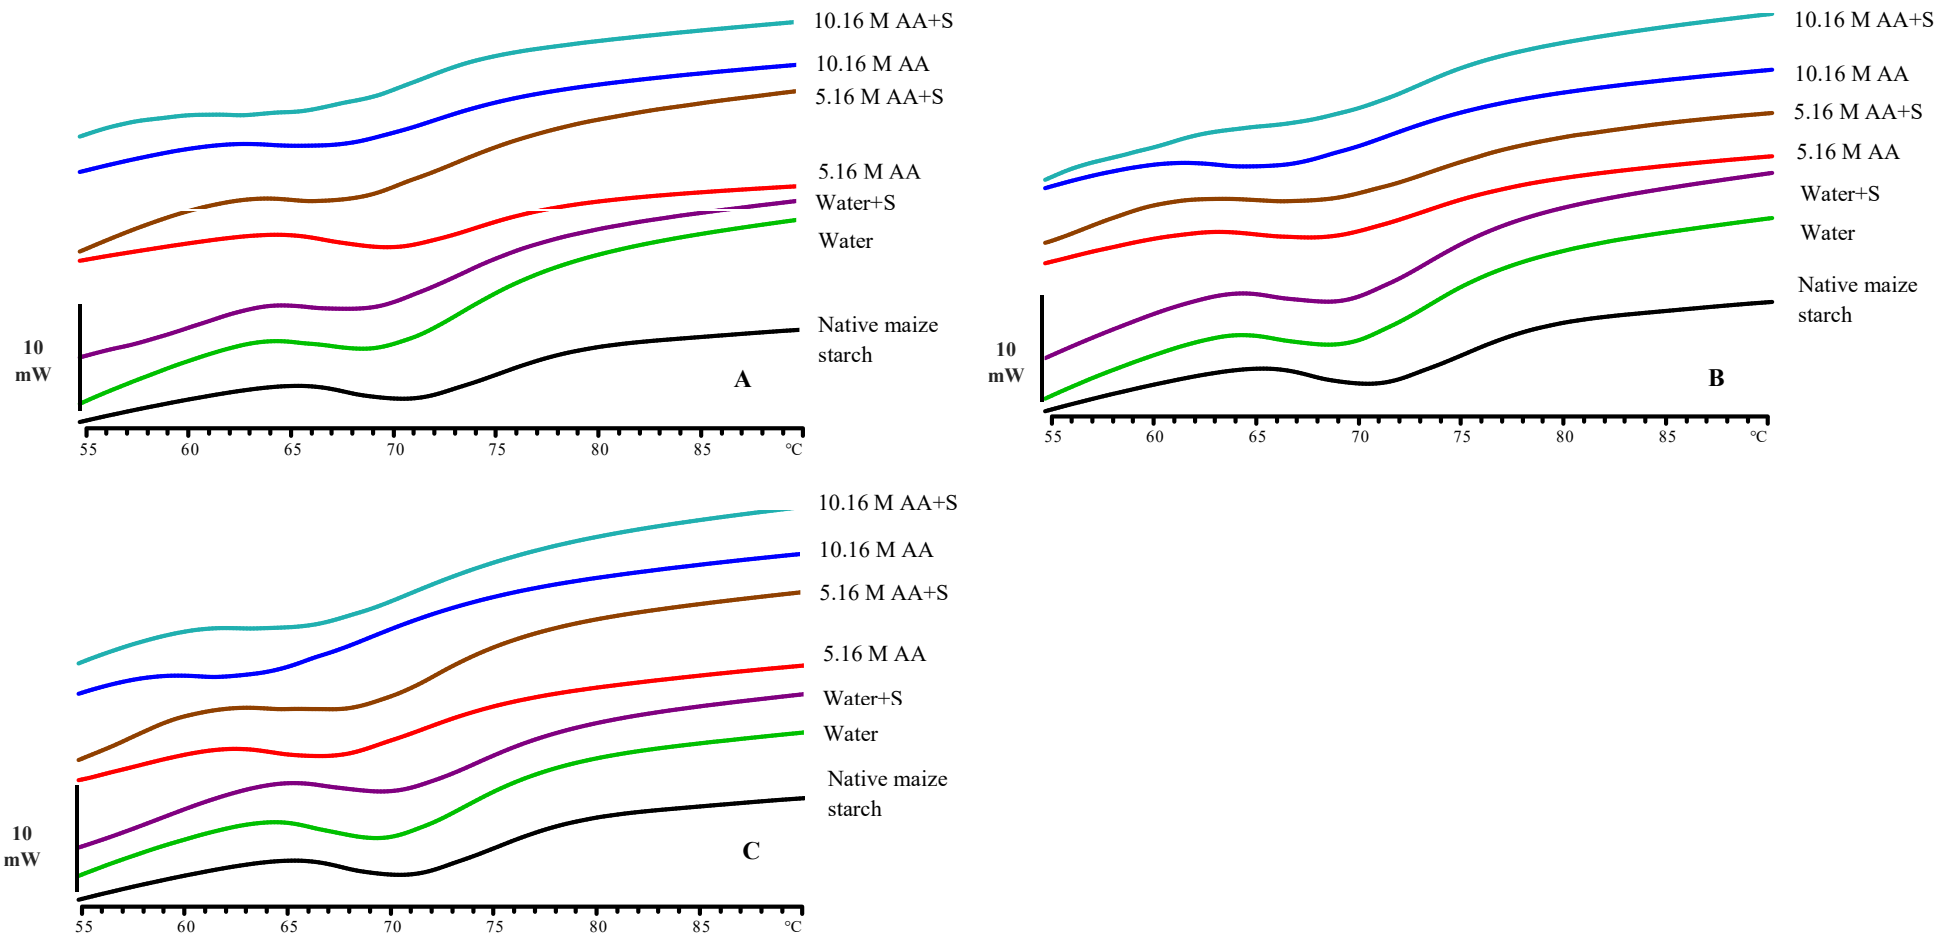 10.16 M AA+S
10.16 M AA
5.16 M AA+S
5.16 M AA
Water+S
Water
Native maize
starch
10
mW
A
55 60 65 70 75 80 85 °C
10.16 M AA+S
10.16 M AA
5.16 M AA+S
5.16 M AA
Water+S
Water
Native maize
starch
10
mW
B
55 60 65 70 75 80 85 °C
10.16 M AA+S
10.16 M AA
5.16 M AA+S
5.16 M AA
Water+S
Water
Native maize
starch
10
mW
C
55 60 65 70 75 80 85 °C